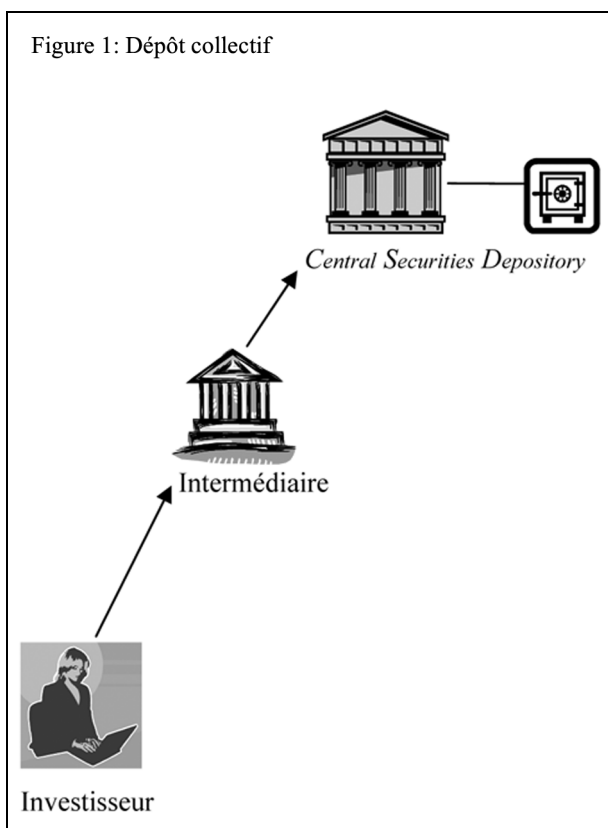 Figure 1: Dépôt collectif
Central Securities Depository
Intermédiaire
Investisseur